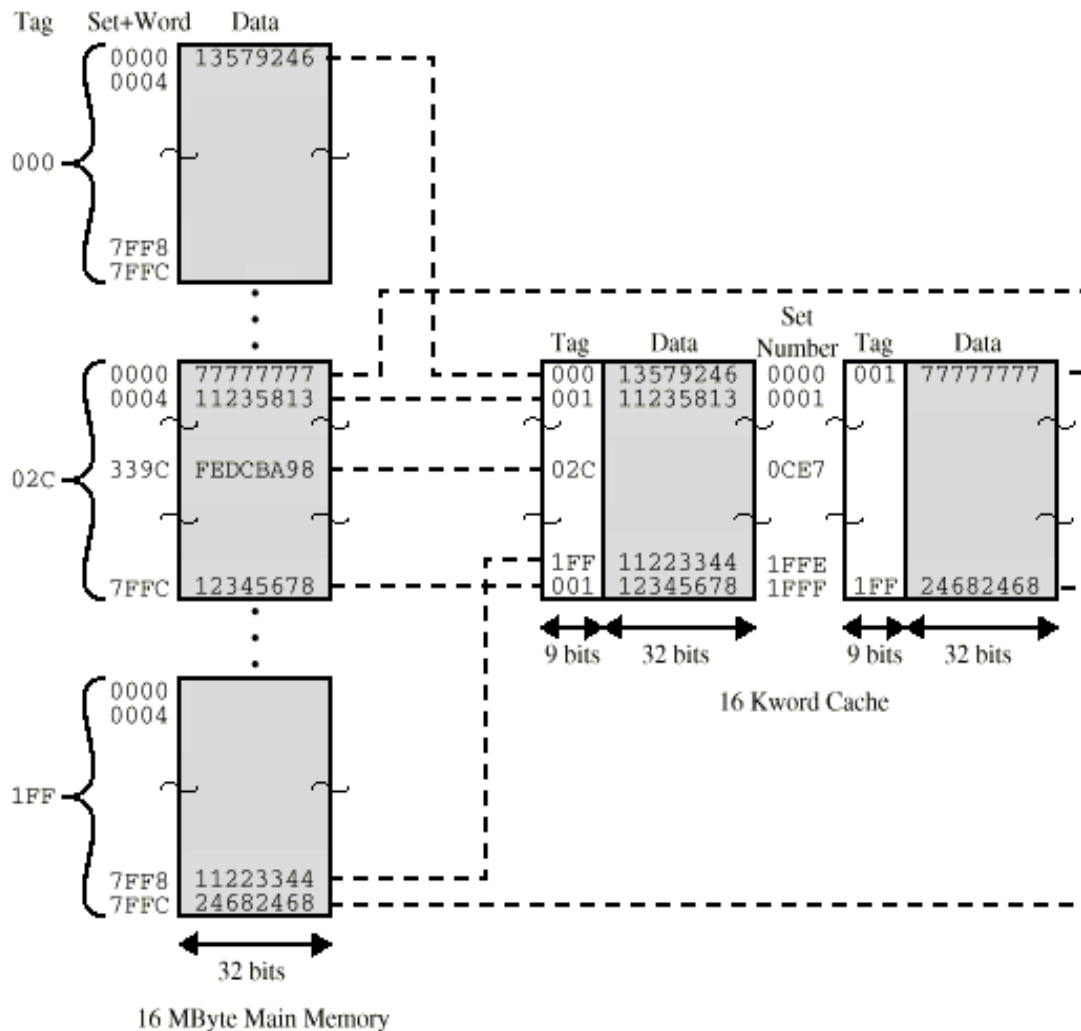 Tag Set+Word Data
0000 13579246
0004
000
7FF8
7FFC
Set
Tag Data Number Tag Data
0000 77777777 000 13579246 0000 001 77777777
0004 11235813 001 11235813 0001
02C 339C FEDCBA98 02C 0CE7
1FF 11223344 1FFE
7FFC 12345678 001 12345678 1FFF 1FF 24682468
9 bits 32 bits 9 bits 32 bits
16 Kword Cache
0000
0004
1FF
7FF8 11223344
7FFC 24682468
32 bits
16 MByte Main Memory